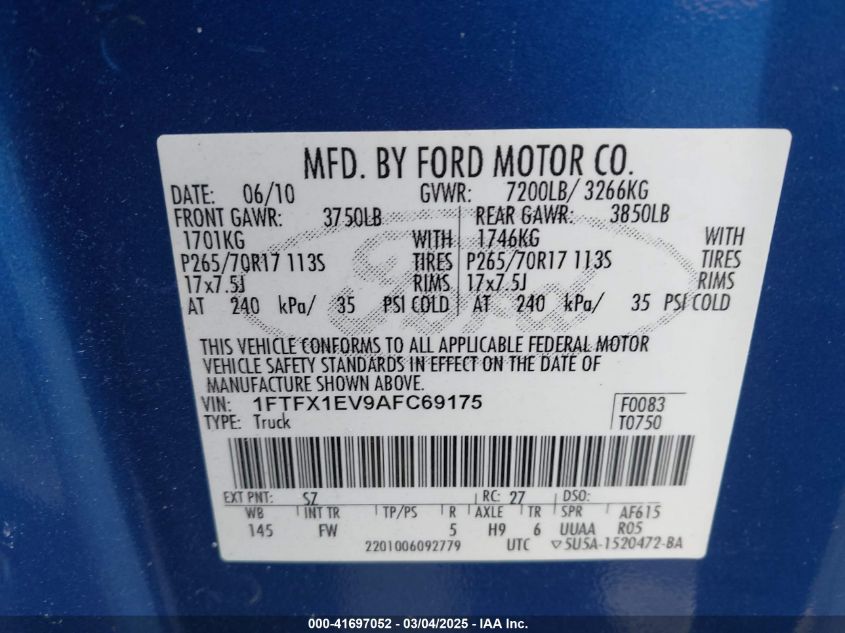 MFD. BY FORD MOTOR CO.
DATE: 06/10 GVWR: 7200LB/ 3266KG
FRONT GAWR: 3750LB REAR GAWR: 3850LB
1701KG WITH 1746KG WITH
P265/70R17 113S TIRES P265/70R17 113S TIRES
17x7.5J RIMS 17x7.5J RIMS
AT 240 kPa/ 35 PSI COLD AT 240 kPa/ 35 PSI COLD
Ford
THIS VEHICLE CONFORMS TO ALL APPLICABLE FEDERAL MOTOR
VEHICLE SAFETY STANDARDS IN EFFECT ON THE DATE OF
MANUFACTURE SHOWN ABOVE.
VIN: 1FTFX1EV9AFC69175 F0083
TYPE: Truck T0750
EXT PNT: SZ RC: 27 DSO:
WB INT TR TP/PS R AXLE TR SPR AF615
145 FW 5 H9 6 UUAA R05
2201006092779 UTC ▽5U5A-1520472-BA
000-41697052 - 03/04/2025 - IAA Inc.